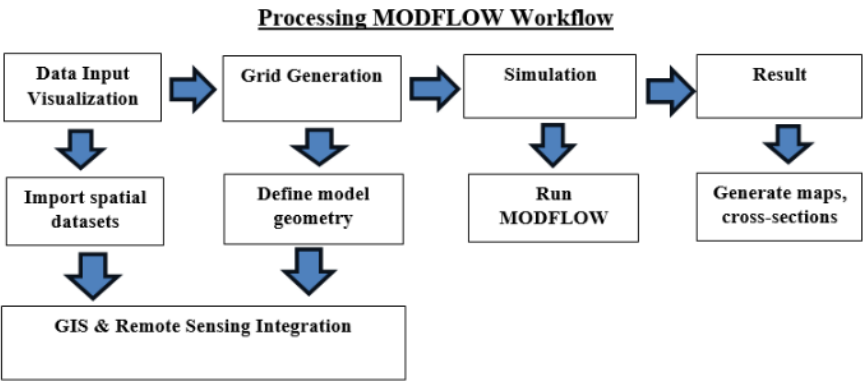 Processing MODFLOW Workflow
Data Input
Visualization
Grid Generation
Simulation
Result
Import spatial
datasets
Define model
geometry
Run
MODFLOW
Generate maps,
cross-sections
GIS & Remote Sensing Integration